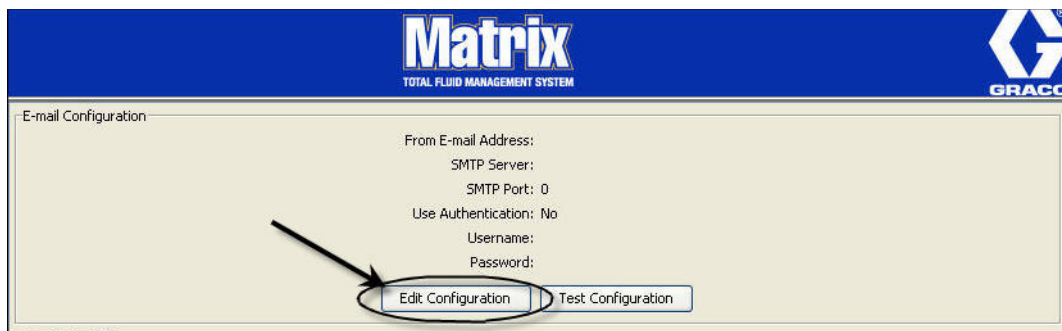 Matrix
TOTAL FLUID MANAGEMENT SYSTEM
GRACO
E-mail Configuration
From E-mail Address:
SMTP Server:
SMTP Port: 0
Use Authentication: No
Username:
Password:
Edit Configuration Test Configuration